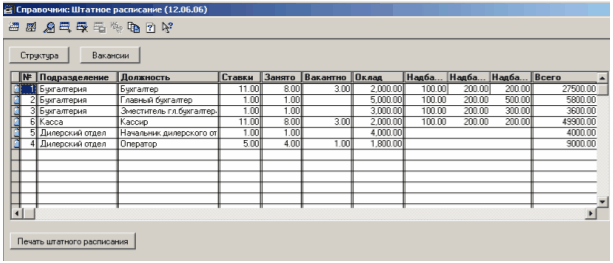 Справочник: Штатное расписание (12.06.06)
Структура Вакансии
№ Подразделение Должность Ставки Занято Вакантно Оклад Надба... Надба... Надба... Всего
1 Бухгалтерия Бухгалтер 11.00 8.00 3.00 2,000.00 100.00 200.00 200.00 27500.00
2 Бухгалтерия Главный бухгалтер 1.00 1.00 5,000.00 100.00 200.00 500.00 5800.00
3 Бухгалтерия Зместитель гл.бухгалтер- 1.00 1.00 3,000.00 100.00 200.00 300.00 3600.00
6 Касса Кассир 11.00 8.00 3.00 2,000.00 100.00 200.00 200.00 49900.00
5 Дилерский отдел Начальник дилерского от 1.00 1.00 4,000.00 4000.00
4 Дилерский отдел Оператор 5.00 4.00 1.00 1,800.00 9000.00
Печать штатного расписания